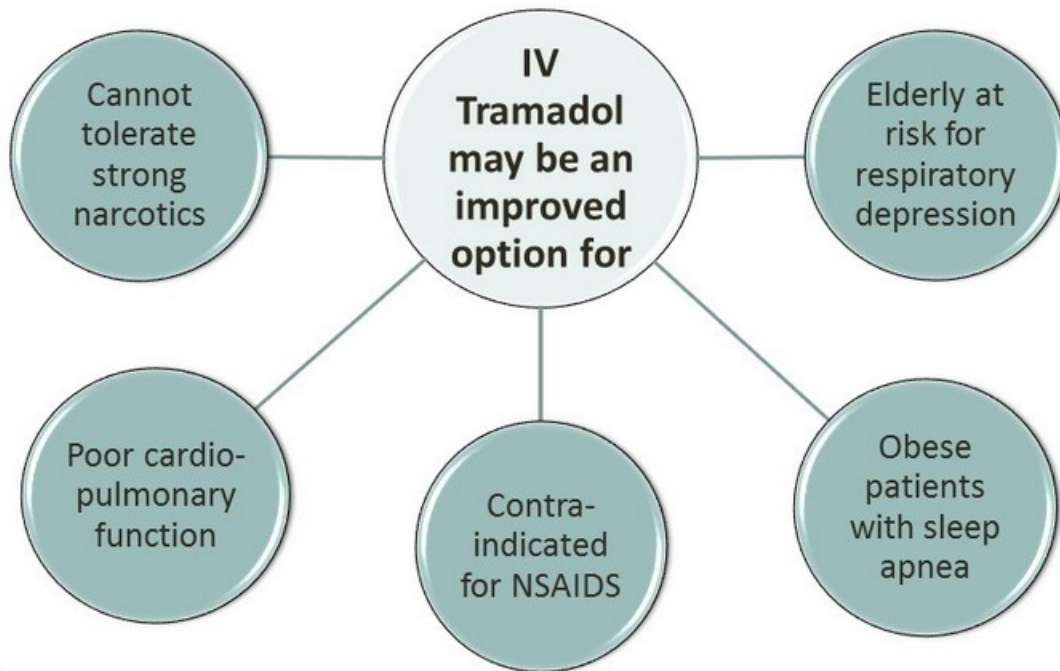 IV
Tramadol
may be an
improved
option for
Cannot
tolerate
strong
narcotics
Elderly at
risk for
respiratory
depression
Poor cardio-
pulmonary
function
Contra-
indicated
for NSAIDS
Obese
patients
with sleep
apnea